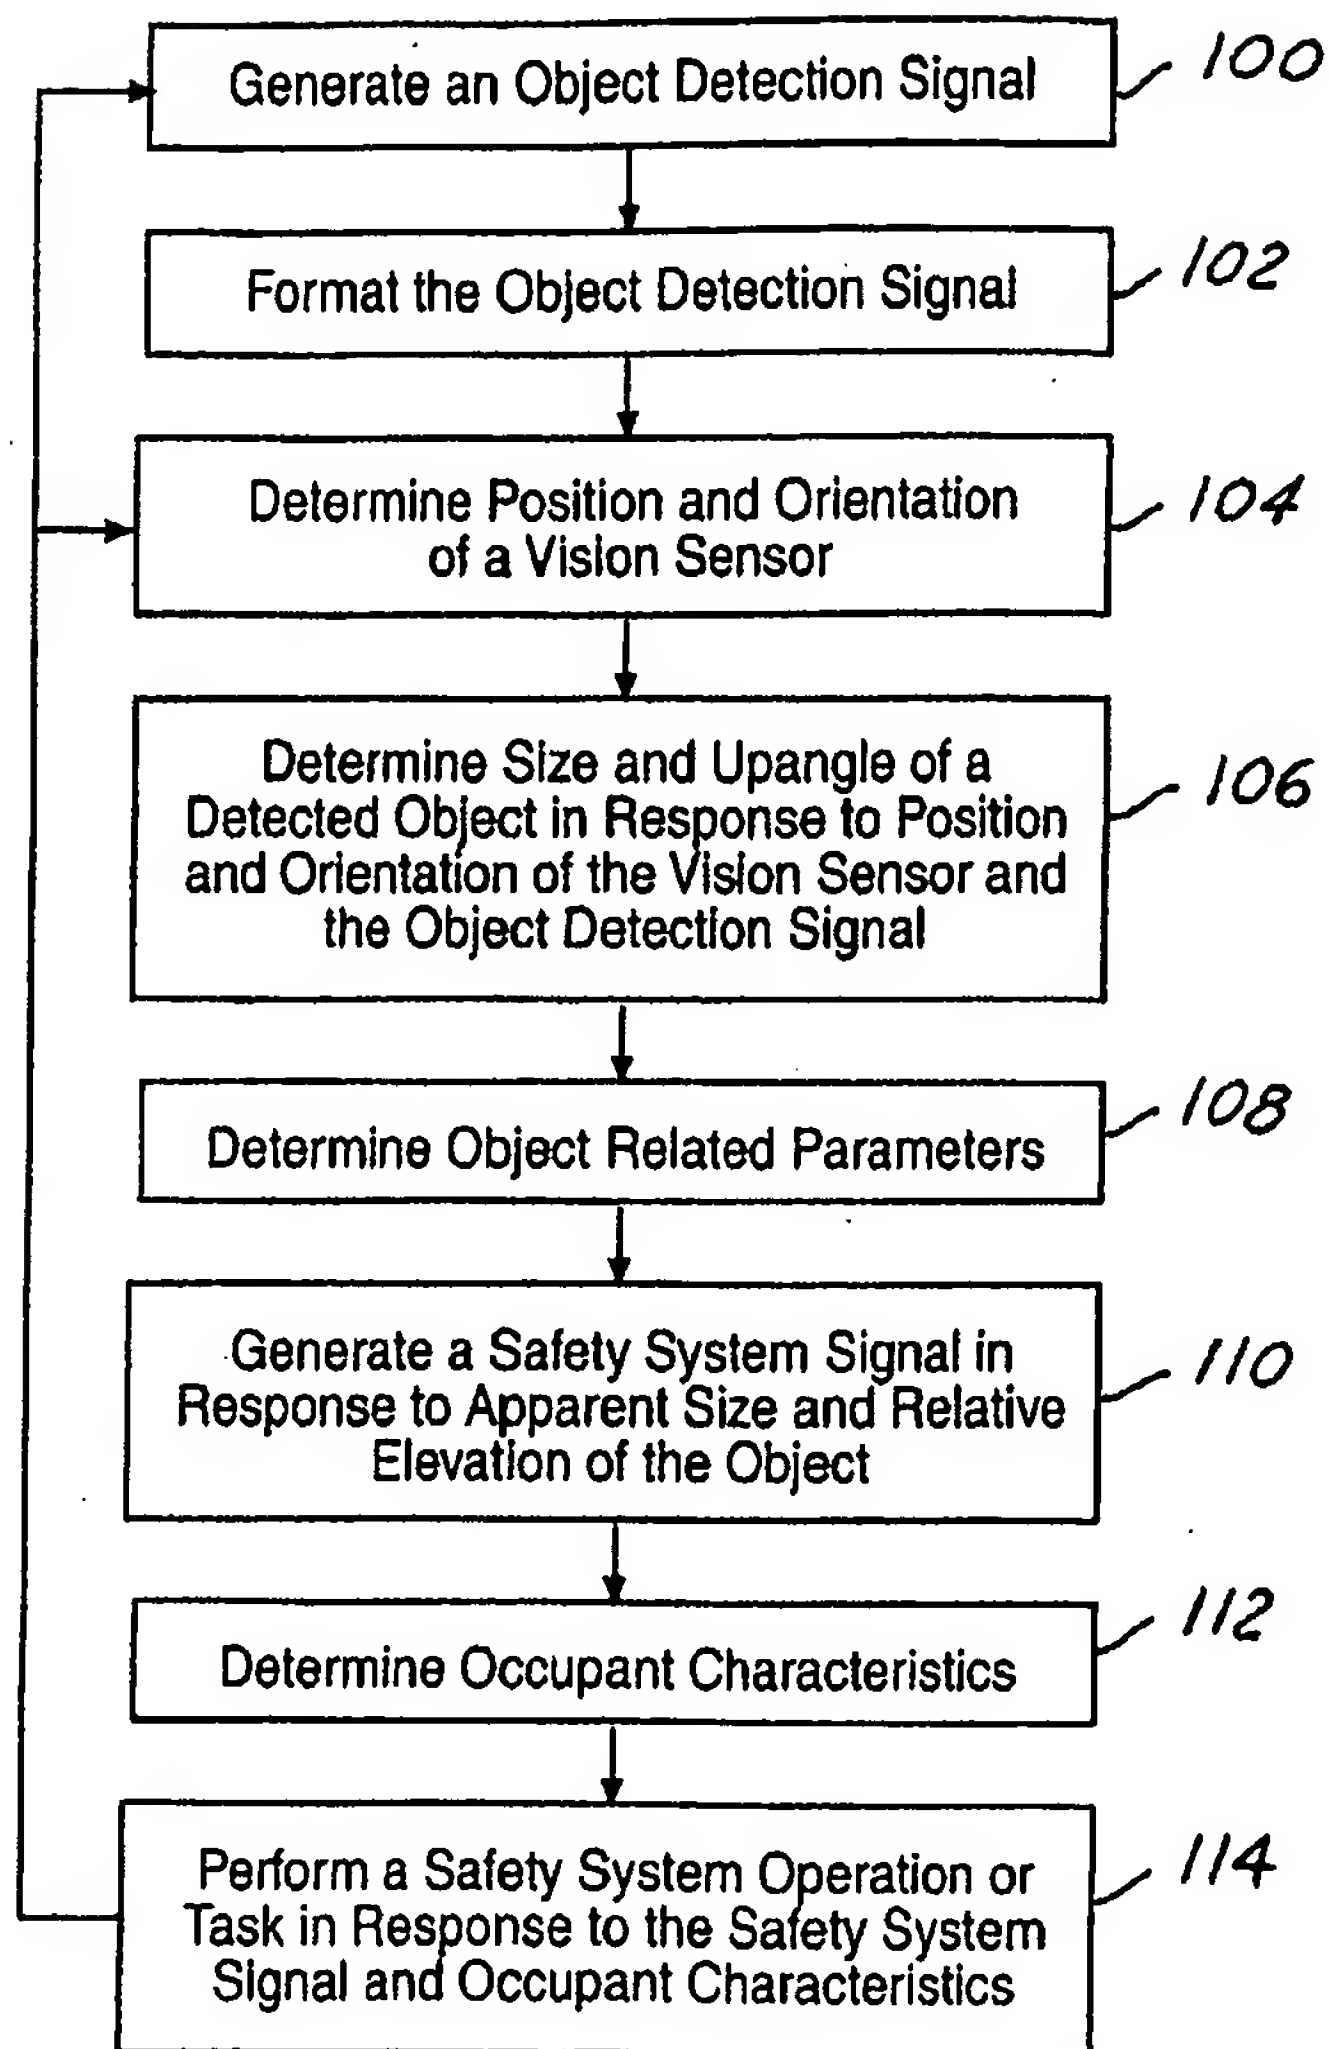 Generate an Object Detection Signal
100
Format the Object Detection Signal
102
Determine Position and Orientation
of a Vision Sensor
104
Determine Size and Upangle of a
Detected Object in Response to Position
and Orientation of the Vision Sensor and
the Object Detection Signal
106
Determine Object Related Parameters
108
Generate a Safety System Signal in
Response to Apparent Size and Relative
Elevation of the Object
110
Determine Occupant Characteristics
112
Perform a Safety System Operation or
Task in Response to the Safety System
Signal and Occupant Characteristics
114